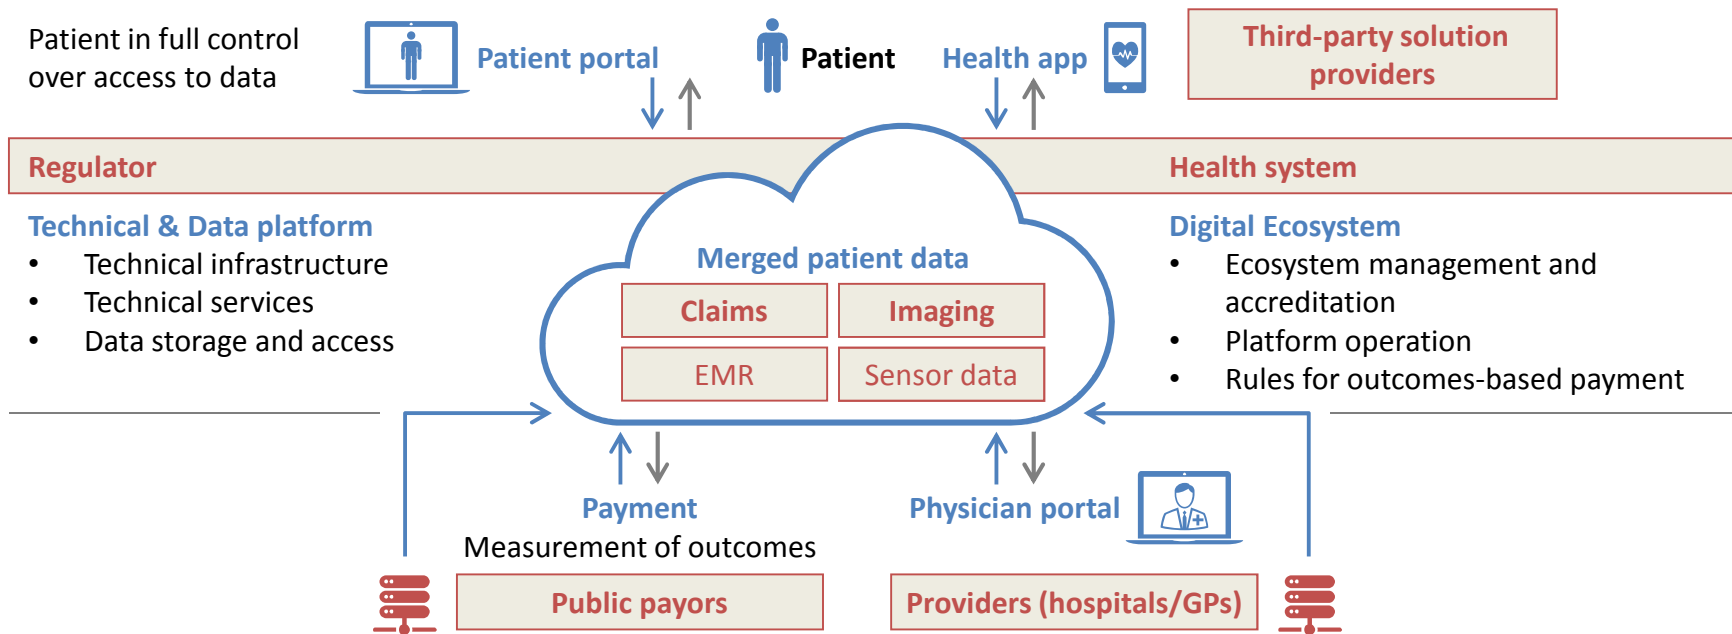 Patient in full control
over access to data
Patient portal
Patient
Health app
Third-party solution
providers
Regulator
Health system
Technical & Data platform
• Technical infrastructure
• Technical services
• Data storage and access
Merged patient data
Claims
Imaging
EMR
Sensor data
Digital Ecosystem
• Ecosystem management and
accreditation
• Platform operation
• Rules for outcomes-based payment
Payment
Measurement of outcomes
Physician portal
Public payors
Providers (hospitals/GPs)